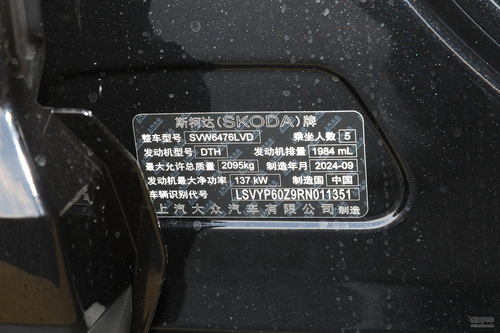 斯柯达(SKODA)牌
整车型号 SVW6476LVD 乘坐人数 5
发动机型号 DTH 发动机排量 1984 mL
最大允许总质量 2095kg 制造年月 2024-09
发动机最大净功率 137 kW 制造国 中国
车辆识别代号 LSVYP60Z9RN011351
上汽大众汽车有限公司 制造